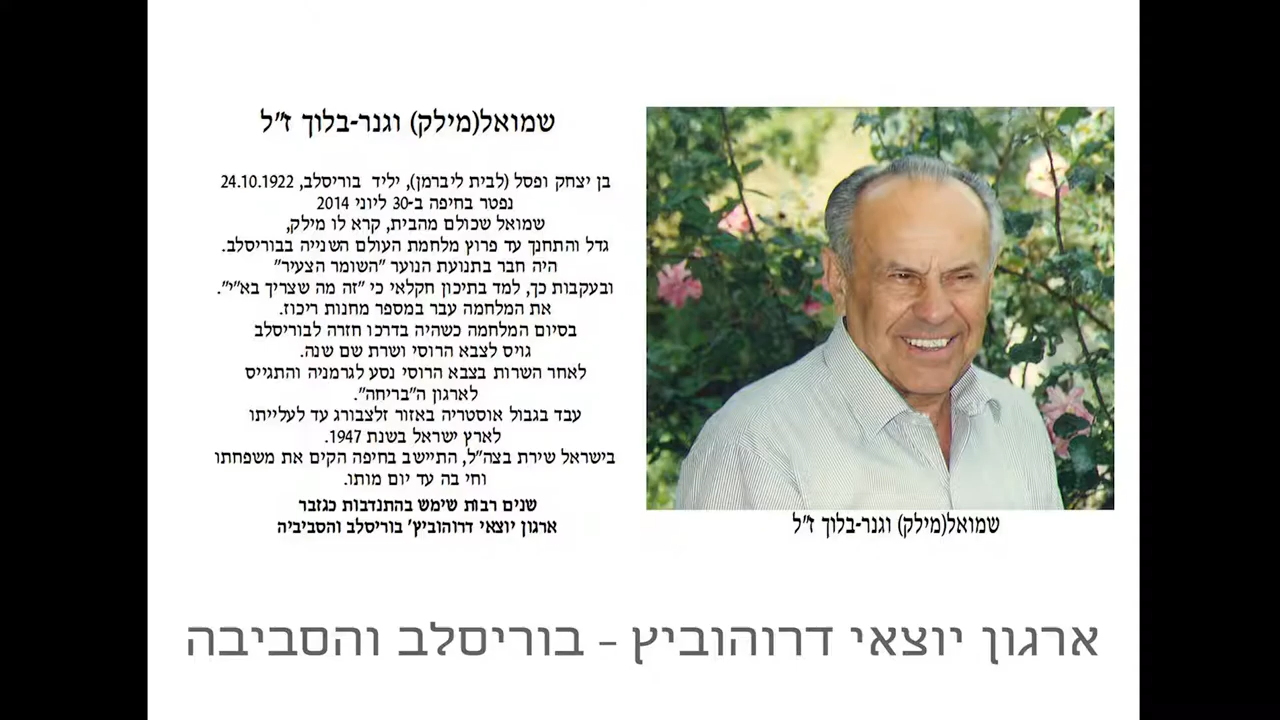 שמואל(מילק) וגנר-בלוך ז"ל
בן יצחק ופסל (לבית ליברמן), יליד בוריסלב, 24.10.1922
נפטר בחיפה ב-30 ליוני 2014
שמואל שכולם מהבית, קרא לו מילק,
גדל והתחנך עד פרוץ מלחמת העולם השנייה בבוריסלב.
היה חבר בתנועת הנוער "השומר הצעיר"
ובעקבות כך, למד בתיכון חקלאי כי "זה מה שצריך בא"י".
את המלחמה עבר במספר מחנות ריכוז.
בסיום המלחמה כשהיה בדרכו חזרה לבוריסלב
גויס לצבא הרוסי ושרת שם שנה.
לאחר השרות בצבא הרוסי נסע לגרמניה והתגייס
לארגון ה"בריחה".
עבד בגבול אוסטריה באזור זלצבורג עד לעלייתו
לארץ ישראל בשנת 1947.
בישראל שירת בצה"ל, התיישב בחיפה הקים את משפחתו
וחי בה עד יום מותו.
שנים רבות שימש בהתנדבות כגזבר
ארגון יוצאי דרוהוביץ' בוריסלב והסביביה
שמואל(מילק) וגנר-בלוך ז"ל
ארגון יוצאי דרוהוביץ – בוריסלב והסביבה